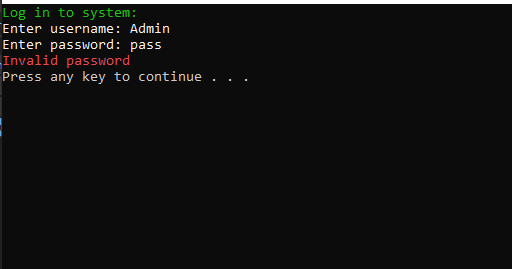 Log in to system:
Enter username: Admin
Enter password: pass
Invalid password
Press any key to continue . . .